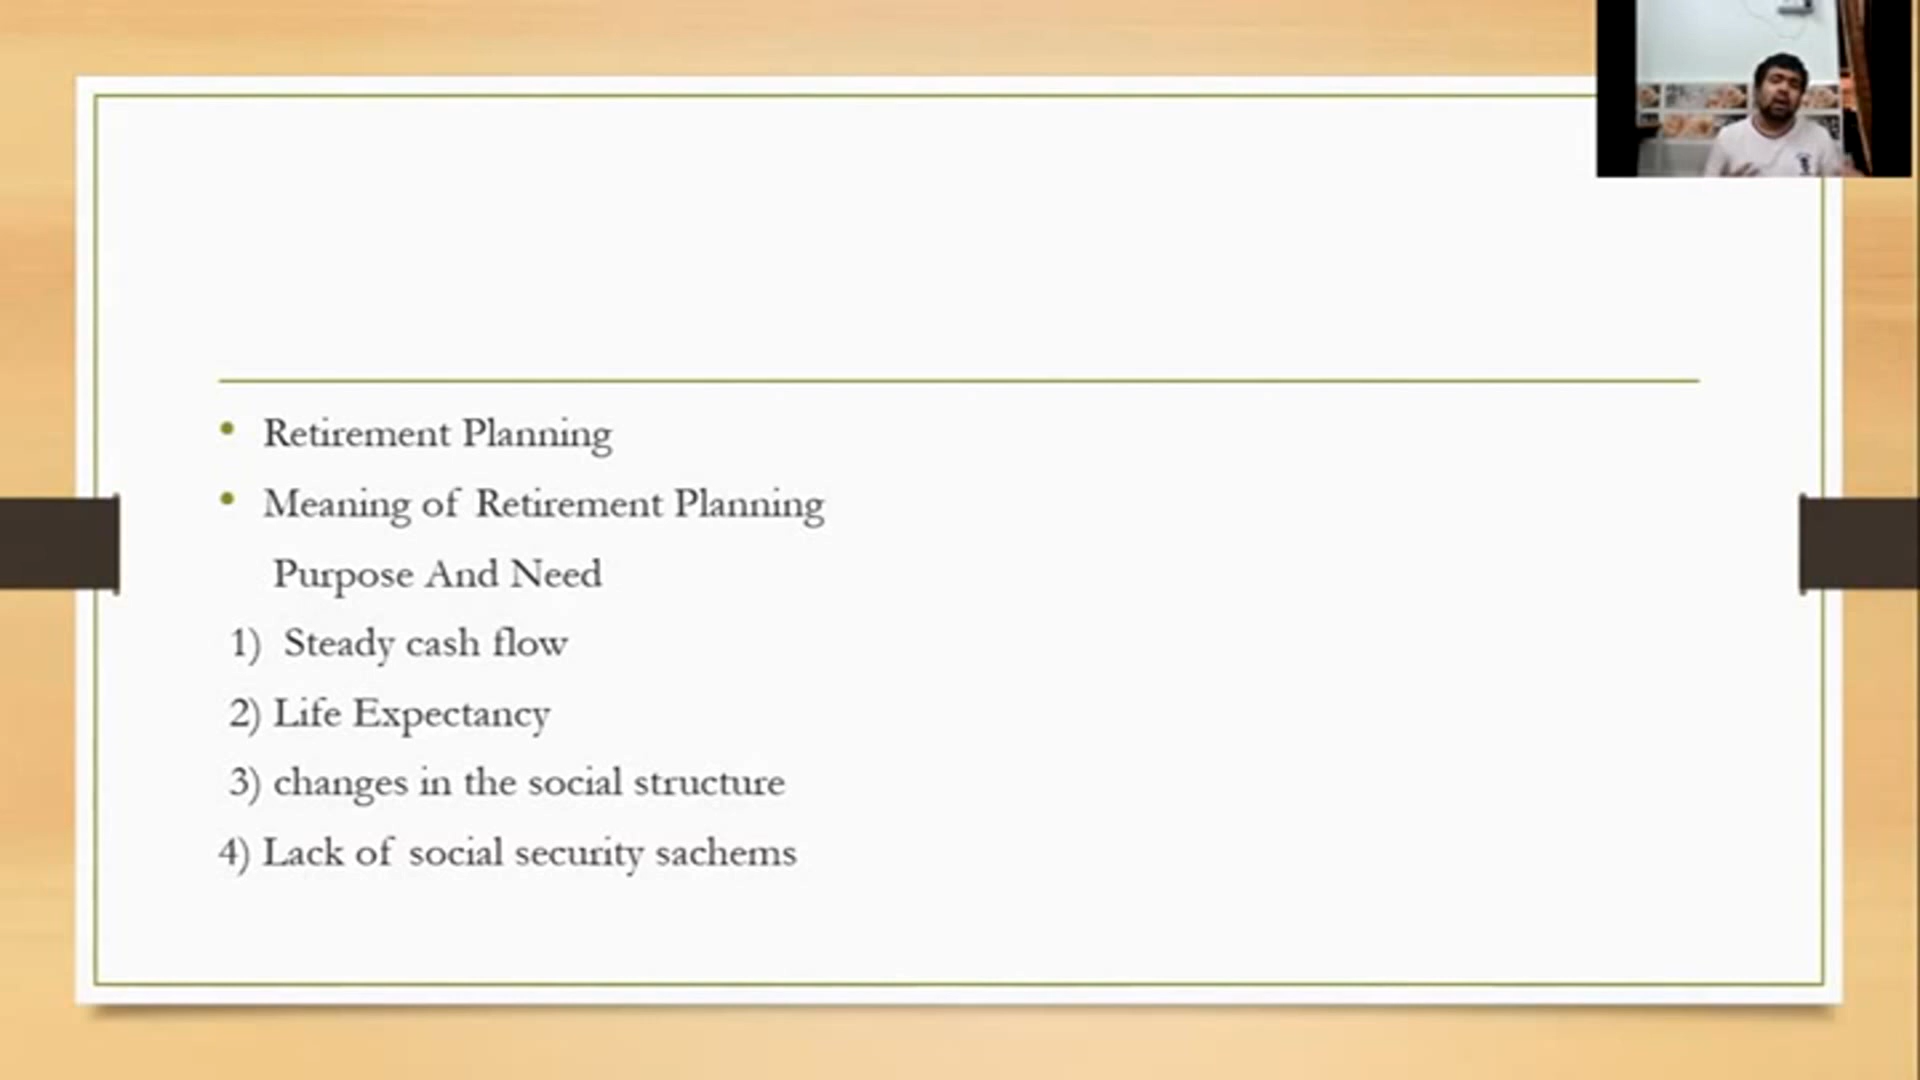 • Retirement Planning
• Meaning of Retirement Planning
Purpose And Need
1) Steady cash flow
2) Life Expectancy
3) changes in the social structure
4) Lack of social security sachems